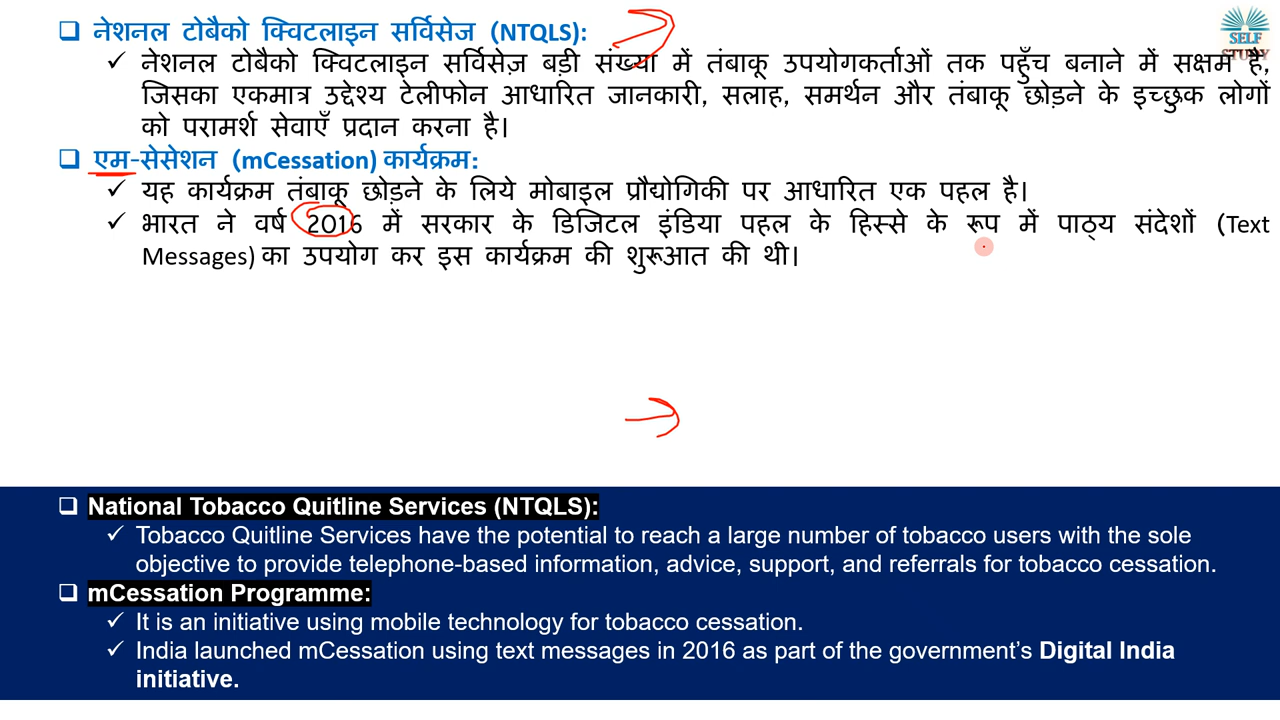 ❑ नेशनल टोबैको क्विटलाइन सर्विसेज (NTQLS):
SELF
STUDY
✓ नेशनल टोबैको क्विटलाइन सर्विसेज़ बड़ी संख्या में तंबाकू उपयोगकर्ताओं तक पहुँच बनाने में सक्षम है,
जिसका एकमात्र उद्देश्य टेलीफोन आधारित जानकारी, सलाह, समर्थन और तंबाकू छोड़ने के इच्छुक लोगों
को परामर्श सेवाएँ प्रदान करना है।
❑ एम-सेसेशन (mCessation) कार्यक्रम:
✓ यह कार्यक्रम तंबाकू छोड़ने के लिये मोबाइल प्रौद्योगिकी पर आधारित एक पहल है।
✓ भारत ने वर्ष 2016 में सरकार के डिजिटल इंडिया पहल के हिस्से के रूप में पाठ्य संदेशों (Text
Messages) का उपयोग कर इस कार्यक्रम की शुरूआत की थी।
❑ National Tobacco Quitline Services (NTQLS):
✓ Tobacco Quitline Services have the potential to reach a large number of tobacco users with the sole
objective to provide telephone-based information, advice, support, and referrals for tobacco cessation.
❑ mCessation Programme:
✓ It is an initiative using mobile technology for tobacco cessation.
✓ India launched mCessation using text messages in 2016 as part of the government’s Digital India
initiative.